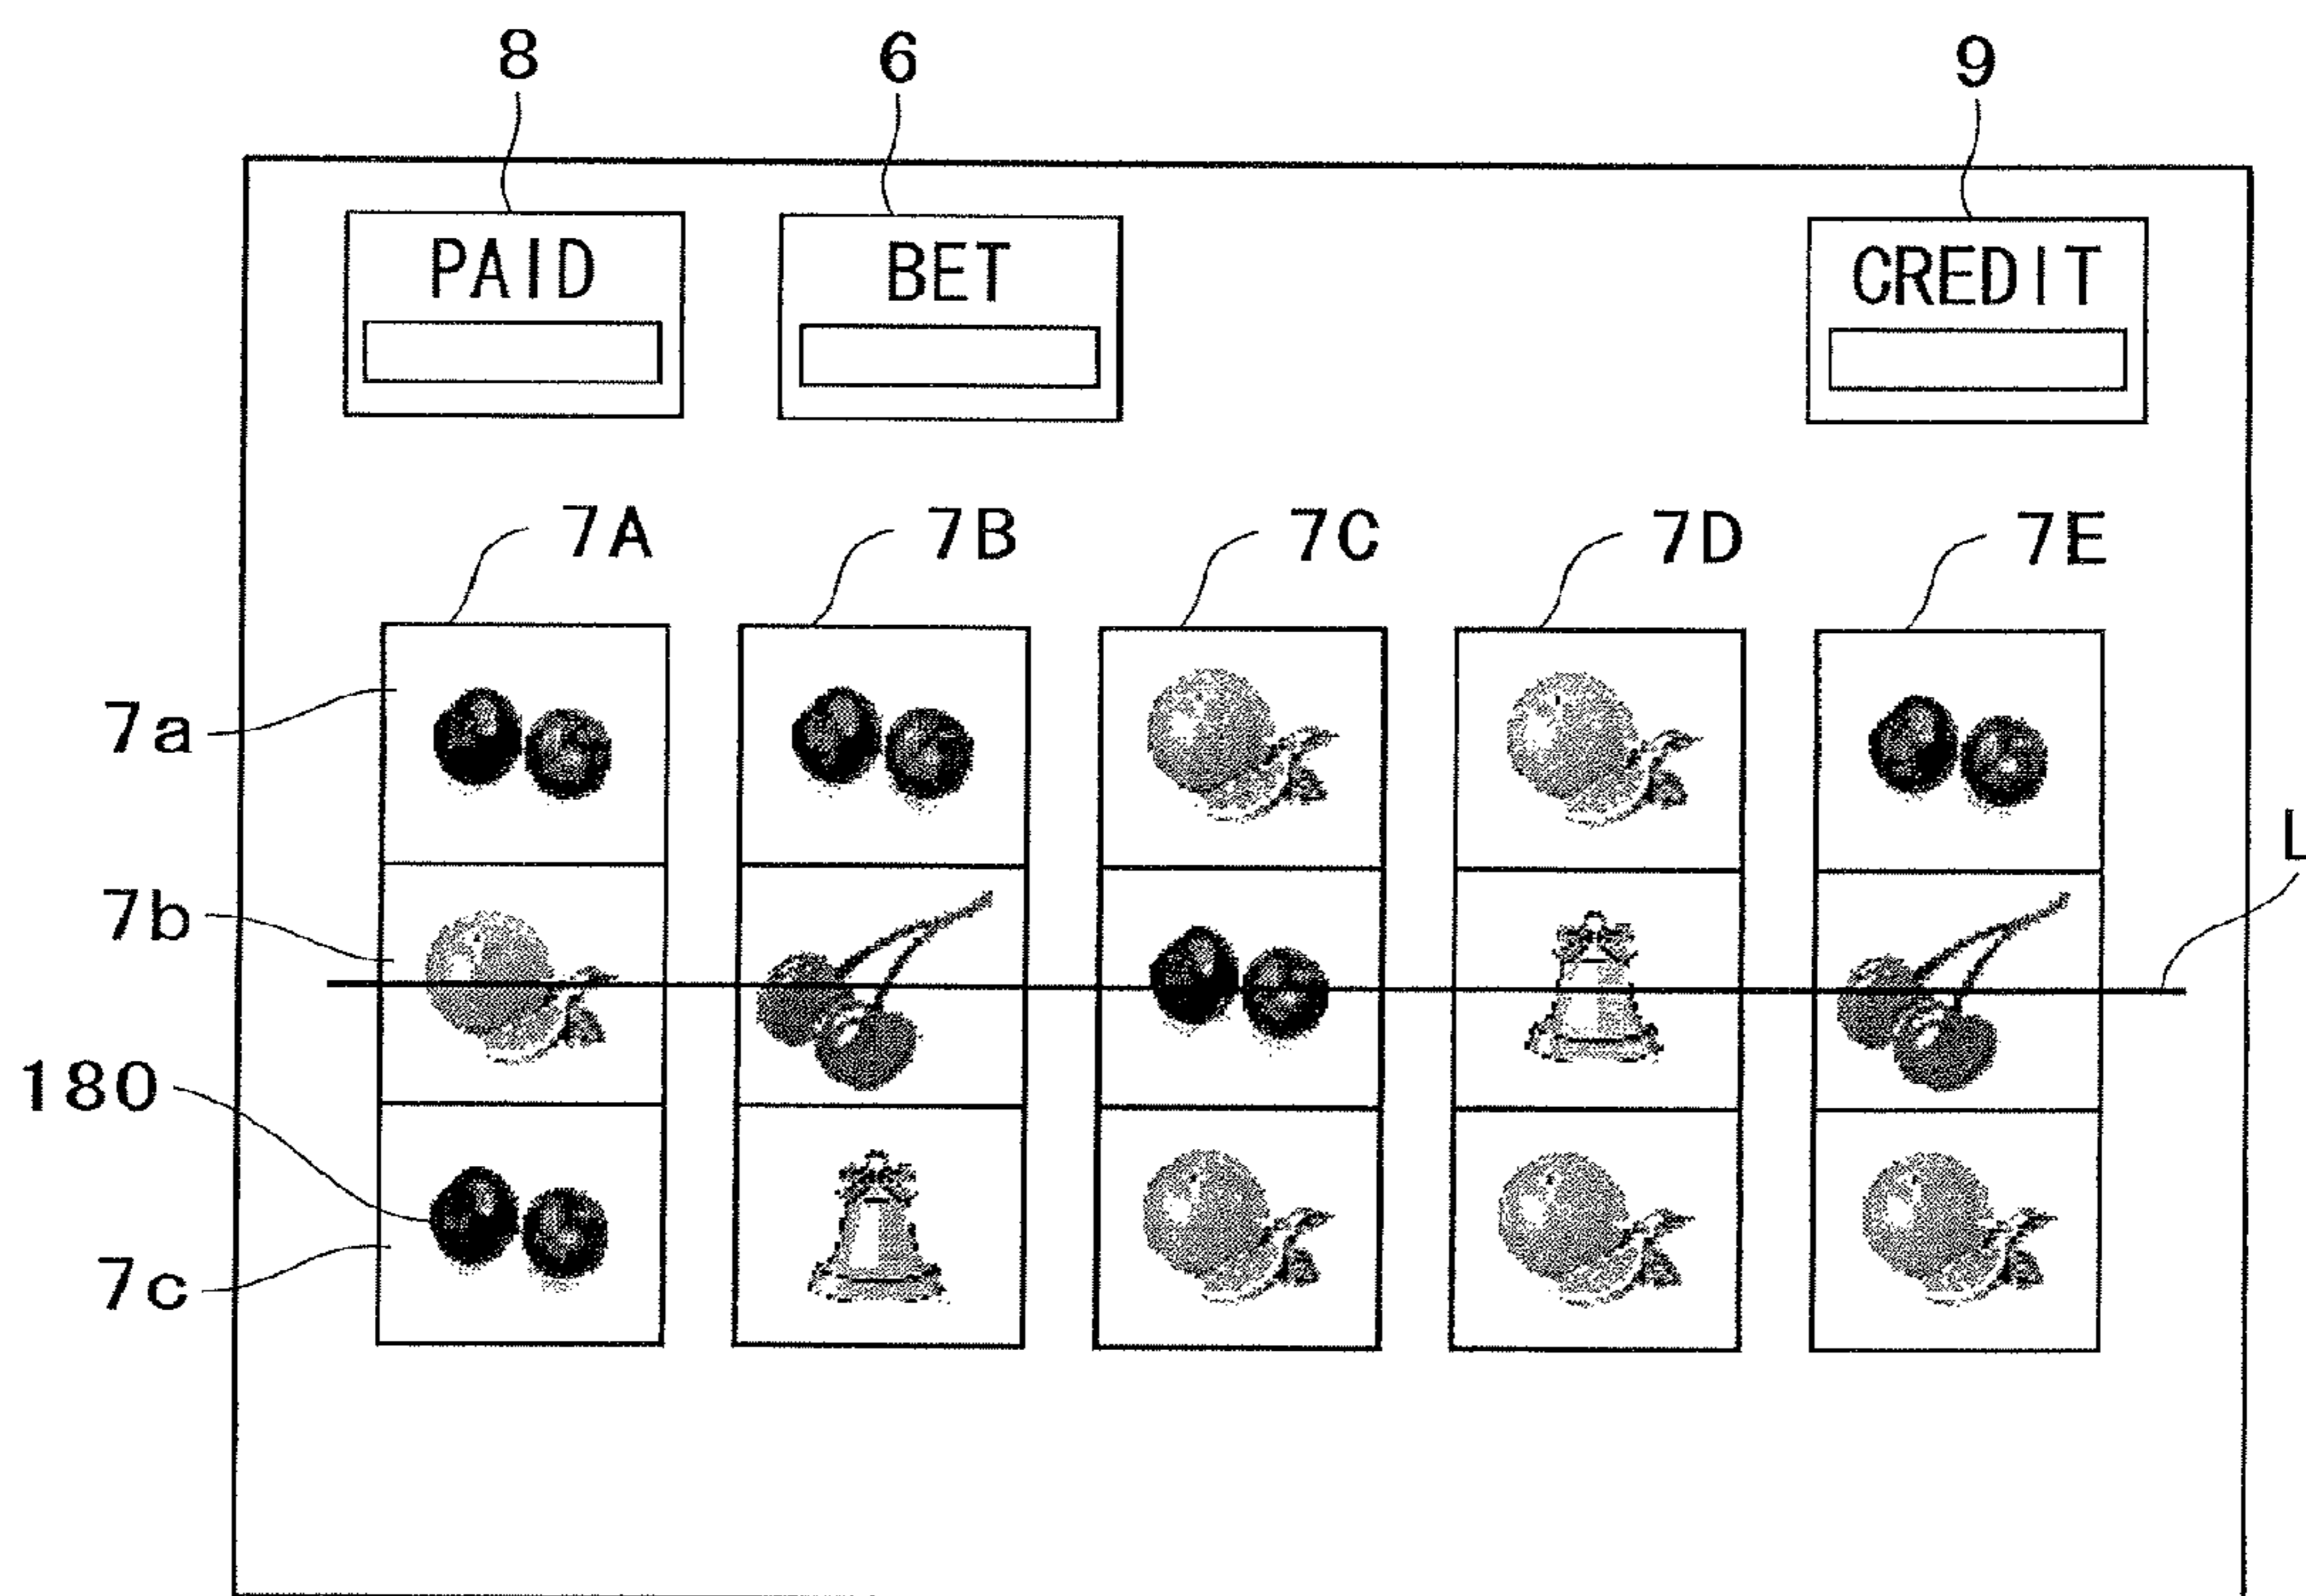 8 6 9
PAID BET CREDIT
7A 7B 7C 7D 7E
7a
L
7b
180
7c